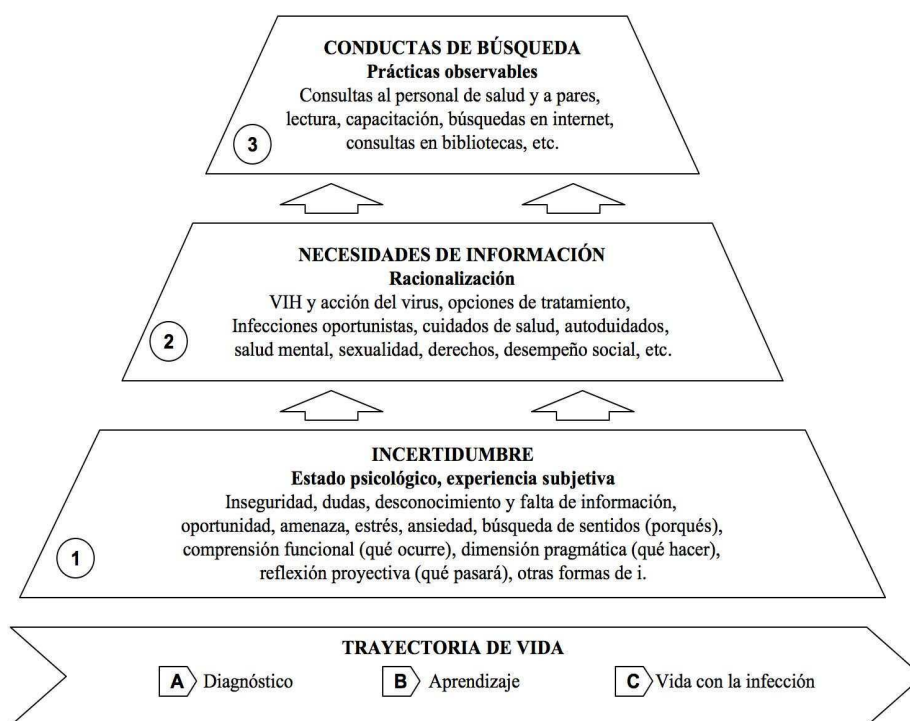 CONDUCTAS DE BÚSQUEDA
Prácticas observables
Consultas al personal de salud y a pares,
lectura, capacitación, búsquedas en internet,
consultas en bibliotecas, etc.
3
NECESIDADES DE INFORMACIÓN
Racionalización
VIH y acción del virus, opciones de tratamiento,
Infecciones oportunistas, cuidados de salud, autoduidados,
salud mental, sexualidad, derechos, desempeño social, etc.
2
INCERTIDUMBRE
Estado psicológico, experiencia subjetiva
Inseguridad, dudas, desconocimiento y falta de información,
oportunidad, amenaza, estrés, ansiedad, búsqueda de sentidos (porqués),
comprensión funcional (qué ocurre), dimensión pragmática (qué hacer),
reflexión proyectiva (qué pasará), otras formas de i.
1
TRAYECTORIA DE VIDA
A Diagnóstico B Aprendizaje C Vida con la infección